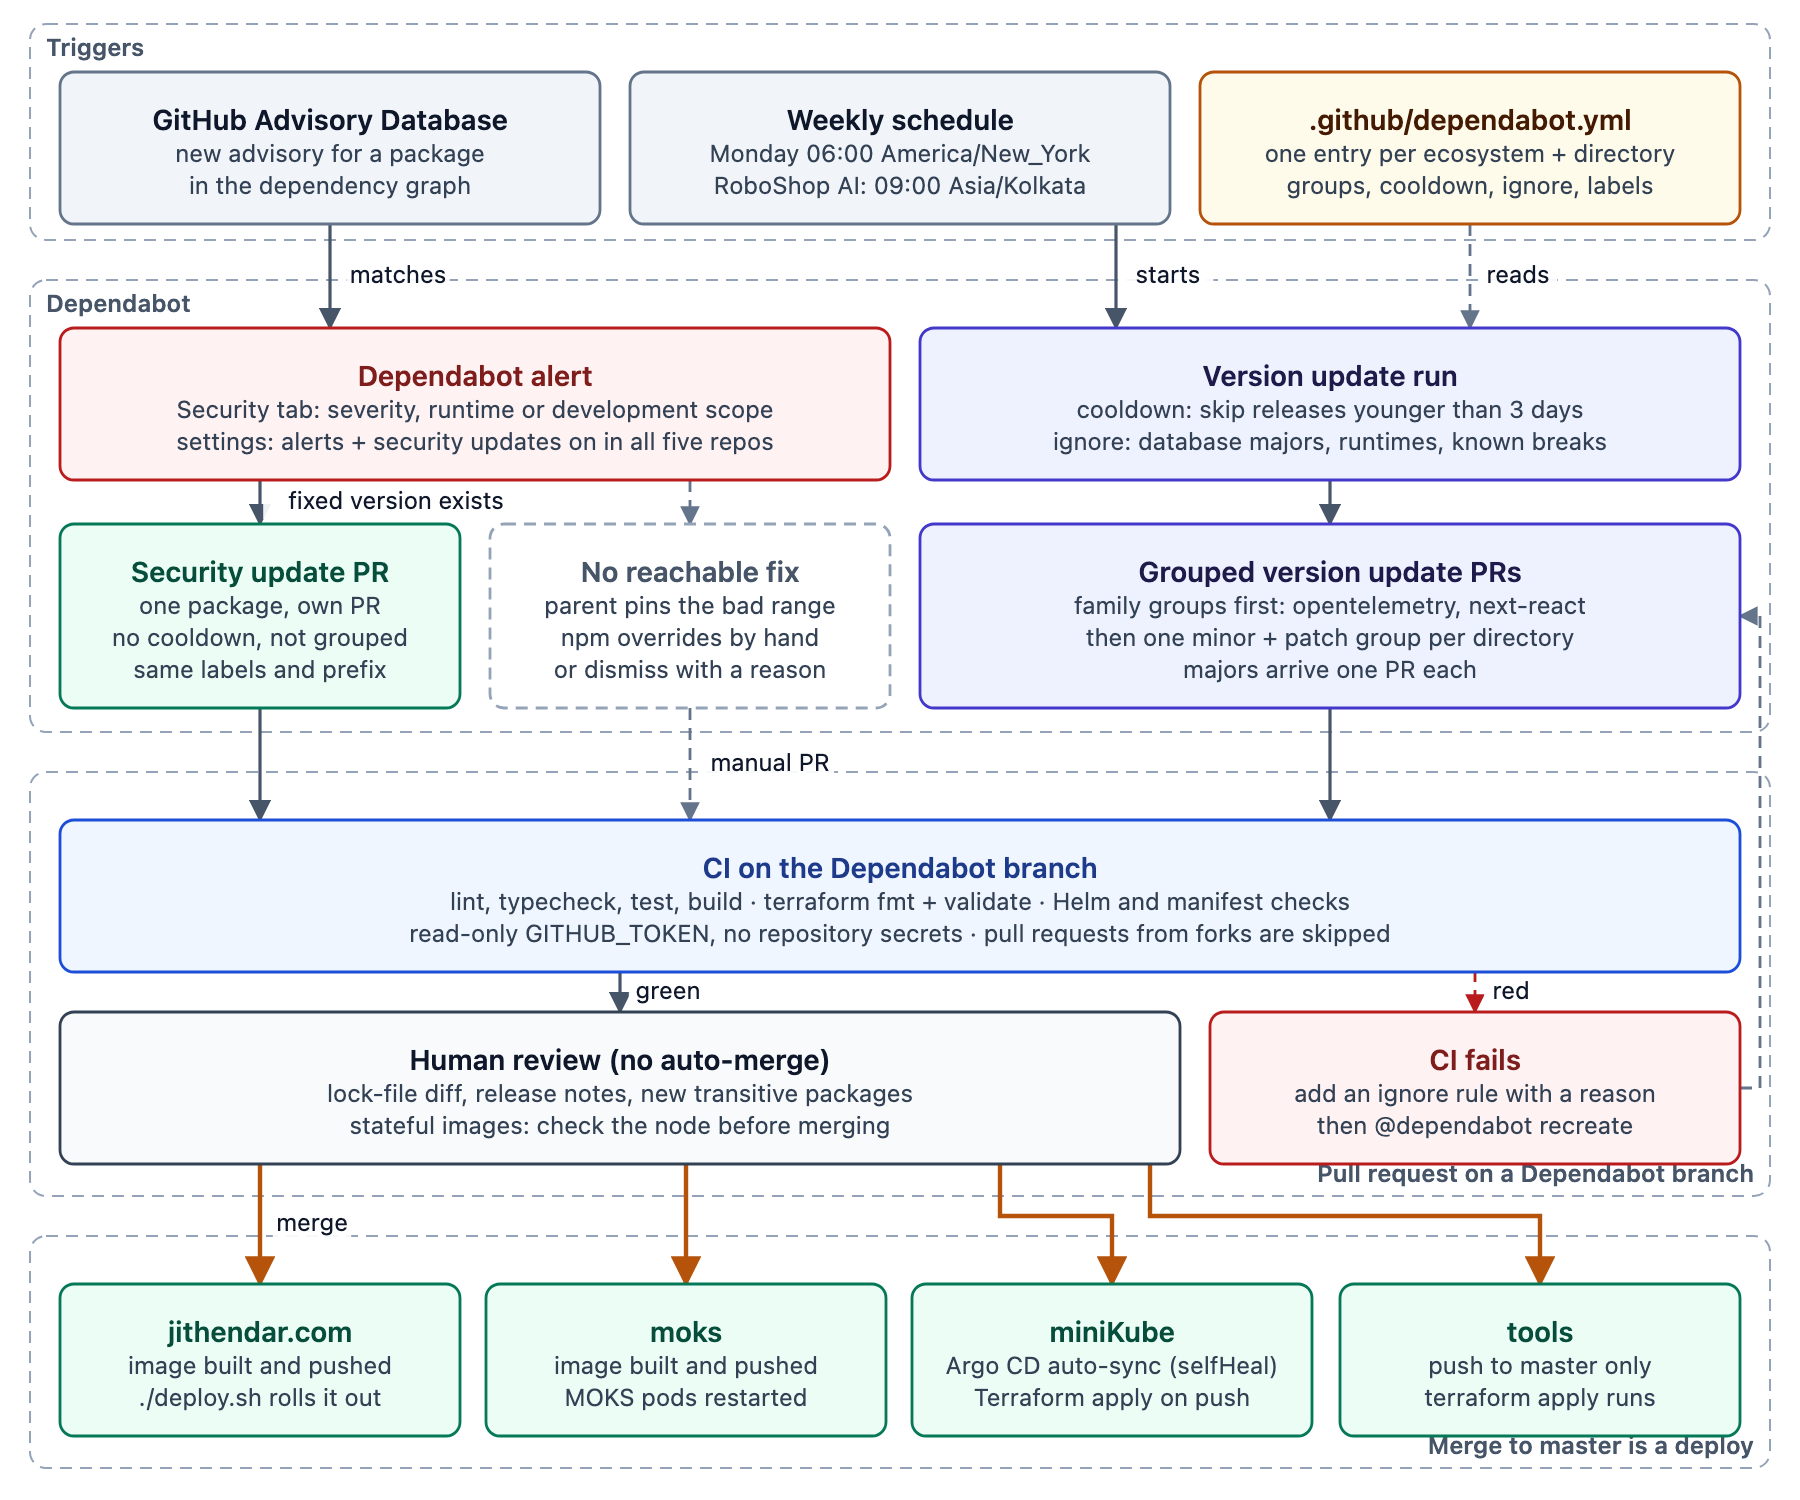 Triggers
GitHub Advisory Database
new advisory for a package
in the dependency graph
Weekly schedule
Monday 06:00 America/New_York
RoboShop AI: 09:00 Asia/Kolkata
.github/dependabot.yml
one entry per ecosystem + directory
groups, cooldown, ignore, labels
matches
starts
reads
Dependabot
Dependabot alert
Security tab: severity, runtime or development scope
settings: alerts + security updates on in all five repos
Version update run
cooldown: skip releases younger than 3 days
ignore: database majors, runtimes, known breaks
fixed version exists
Security update PR
one package, own PR
no cooldown, not grouped
same labels and prefix
No reachable fix
parent pins the bad range
npm overrides by hand
or dismiss with a reason
Grouped version update PRs
family groups first: opentelemetry, next-react
then one minor + patch group per directory
majors arrive one PR each
manual PR
CI on the Dependabot branch
lint, typecheck, test, build · terraform fmt + validate · Helm and manifest checks
read-only GITHUB_TOKEN, no repository secrets · pull requests from forks are skipped
green
red
Human review (no auto-merge)
lock-file diff, release notes, new transitive packages
stateful images: check the node before merging
CI fails
add an ignore rule with a reason
then @dependabot recreate
Pull request on a Dependabot branch
merge
jithendar.com
image built and pushed
./deploy.sh rolls it out
moks
image built and pushed
MOKS pods restarted
miniKube
Argo CD auto-sync (selfHeal)
Terraform apply on push
tools
push to master only
terraform apply runs
Merge to master is a deploy